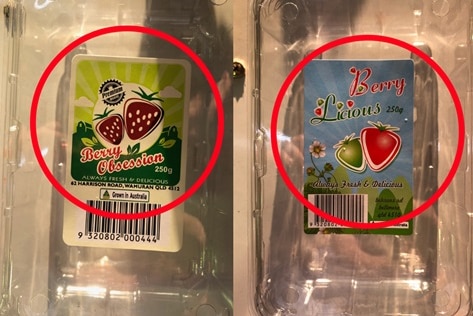 Premium
Berry
Obsession
250g
ALWAYS FRESH & DELICIOUS
62 HARRISON ROAD, WAMURAN QLD 4512
Grown in Australia
9 320802 000444
Berry
Licious 250g
Always Fresh & Delicious